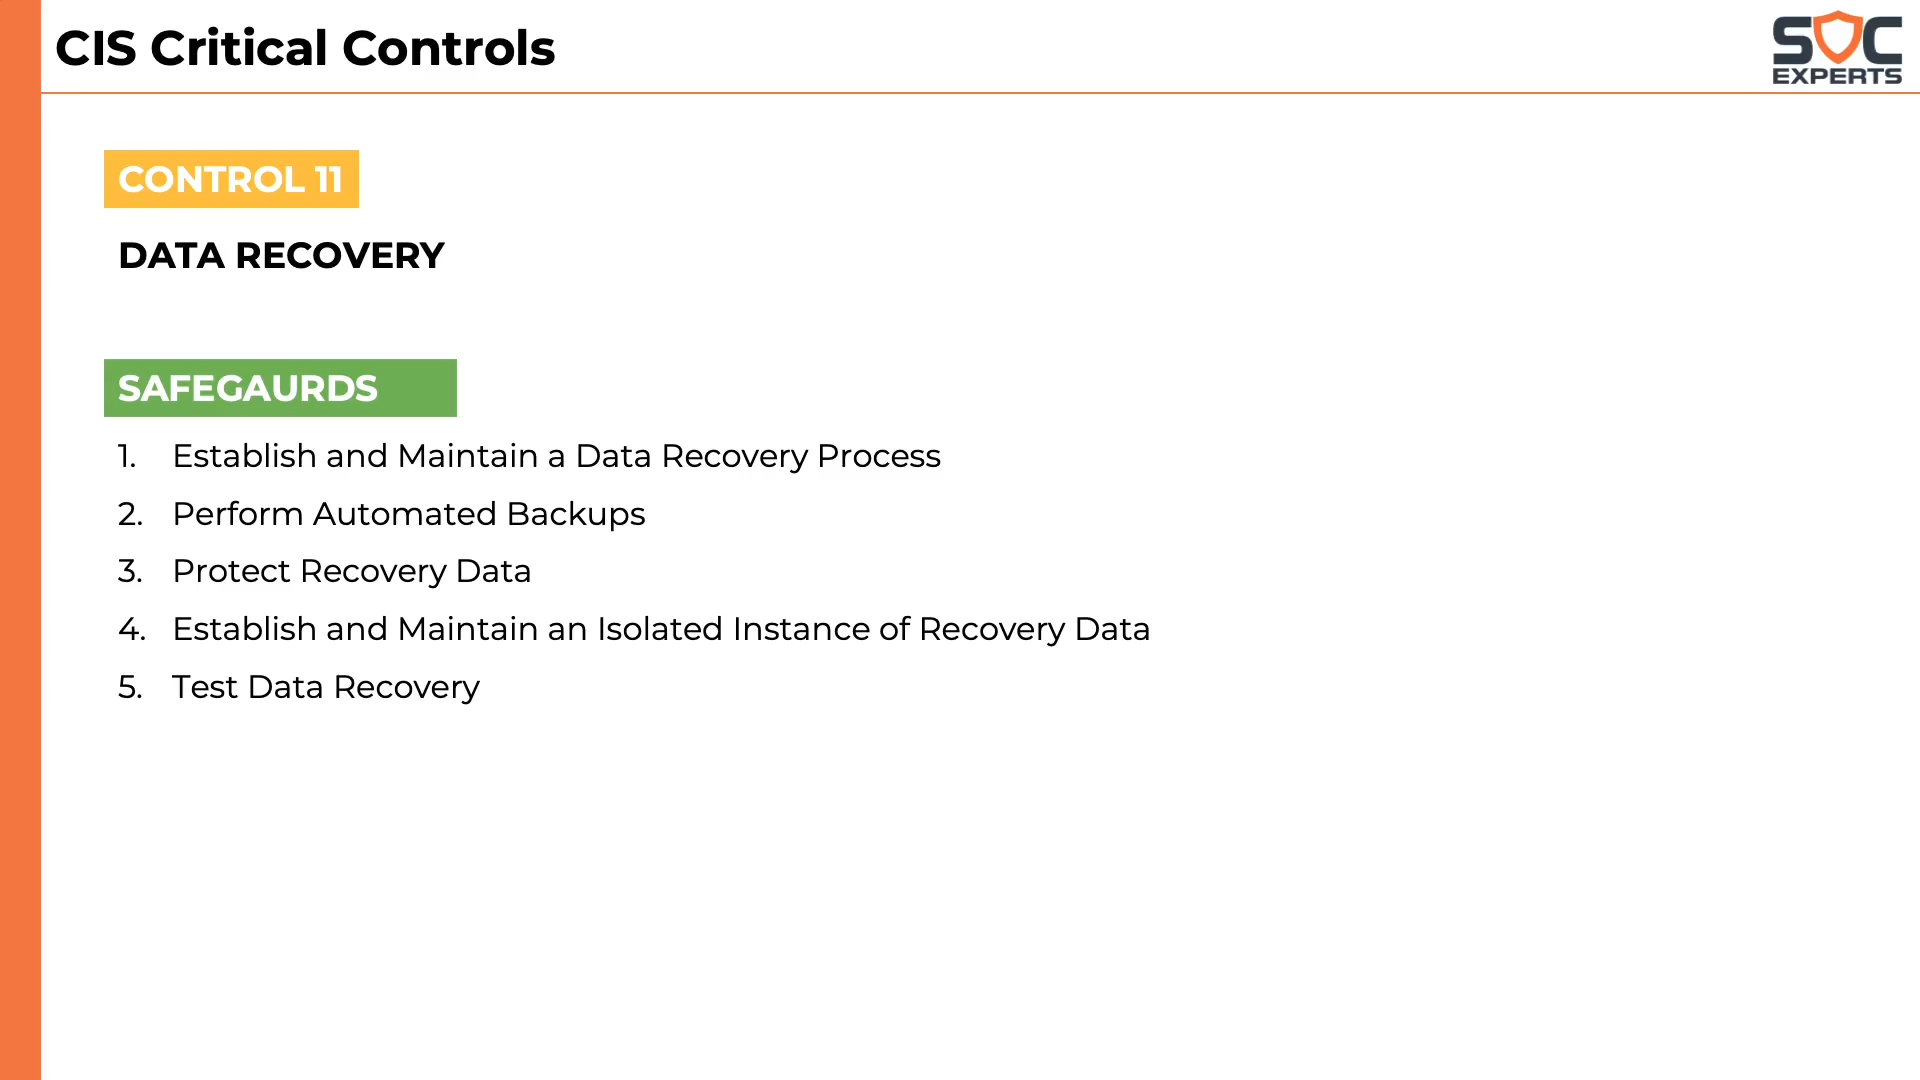 CIS Critical Controls
SOC
EXPERTS
CONTROL 11
DATA RECOVERY
SAFEGAURDS
1. Establish and Maintain a Data Recovery Process
2. Perform Automated Backups
3. Protect Recovery Data
4. Establish and Maintain an Isolated Instance of Recovery Data
5. Test Data Recovery